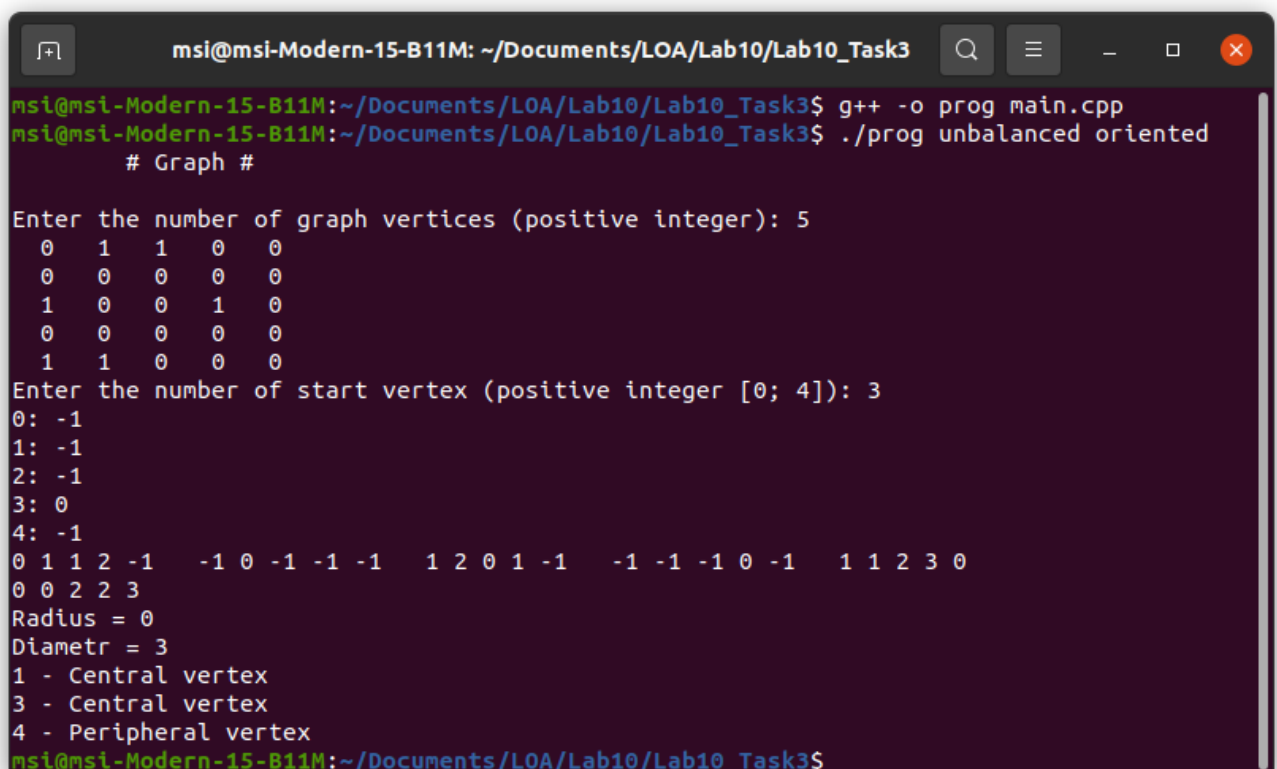 msi@msi-Modern-15-B11M: ~/Documents/LOA/Lab10/Lab10_Task3
msi@msi-Modern-15-B11M:~/Documents/LOA/Lab10/Lab10_Task3$ g++ -o prog main.cpp
msi@msi-Modern-15-B11M:~/Documents/LOA/Lab10/Lab10_Task3$ ./prog unbalanced oriented
# Graph #
Enter the number of graph vertices (positive integer): 5
0 1 1 0 0
0 0 0 0 0
1 0 0 1 0
0 0 0 0 0
1 1 0 0 0
Enter the number of start vertex (positive integer [0; 4]): 3
0: -1
1: -1
2: -1
3: 0
4: -1
0 1 1 2 -1   -1 0 -1 -1 -1   1 2 0 1 -1   -1 -1 -1 0 -1   1 1 2 3 0
0 0 2 2 3
Radius = 0
Diametr = 3
1 - Central vertex
3 - Central vertex
4 - Peripheral vertex
msi@msi-Modern-15-B11M:~/Documents/LOA/Lab10/Lab10_Task3$